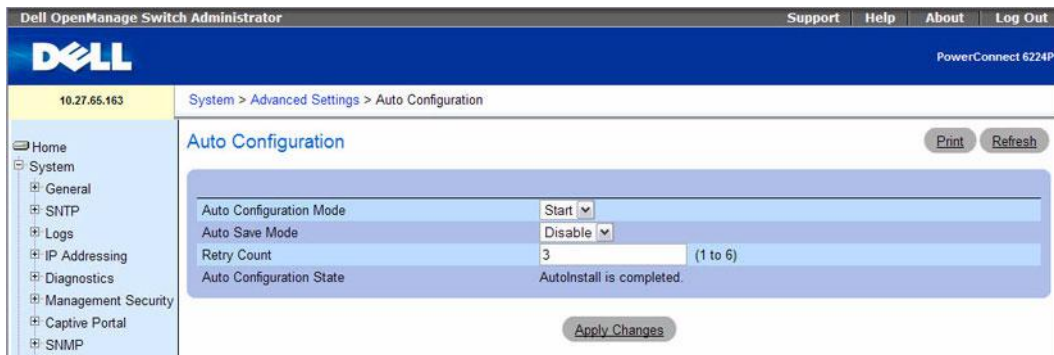 Dell OpenManage Switch Administrator
Support Help About Log Out
DELL
PowerConnect 6224P
10.27.65.163
System > Advanced Settings > Auto Configuration
Home
System
General
SNTP
Logs
IP Addressing
Diagnostics
Management Security
Captive Portal
SNMP
Auto Configuration
Print Refresh
Auto Configuration Mode Start
Auto Save Mode Disable
Retry Count 3 (1 to 6)
Auto Configuration State AutoInstall is completed.
Apply Changes